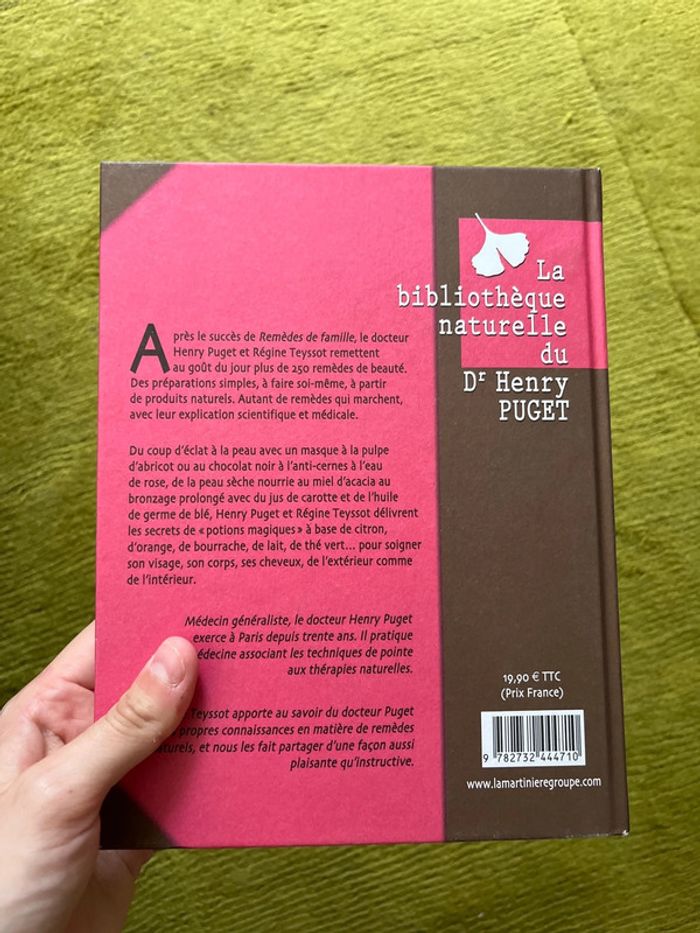 Après le succès de Remèdes de famille, le docteur
Henry Puget et Régine Teyssot remettent
au goût du jour plus de 250 remèdes de beauté.
Des préparations simples, à faire soi-même, à partir
de produits naturels. Autant de remèdes qui marchent,
avec leur explication scientifique et médicale.
Du coup d'éclat à la peau avec un masque à la pulpe
d'abricot ou au chocolat noir à l'anti-cernes à l'eau
de rose, de la peau sèche nourrie au miel d'acacia au
bronzage prolongé avec du jus de carotte et de l'huile
de germe de blé, Henry Puget et Régine Teyssot délivrent
les secrets de « potions magiques » à base de citron,
d'orange, de bourrache, de lait, de thé vert... pour soigner
son visage, son corps, ses cheveux, de l'extérieur comme
de l'intérieur.
Médecin généraliste, le docteur Henry Puget
exerce à Paris depuis trente ans. Il pratique
associant les techniques de pointe
aux thérapies naturelles.
Teyssot apporte au savoir du docteur Puget
propres connaissances en matière de remèdes
et nous les fait partager d'une façon aussi
plaisante qu'instructive.
La
bibliothèque
naturelle
du
Dr Henry
PUGET
19,90 € TTC
(Prix France)
9 782732 444710
www.lamartinieregroupe.com